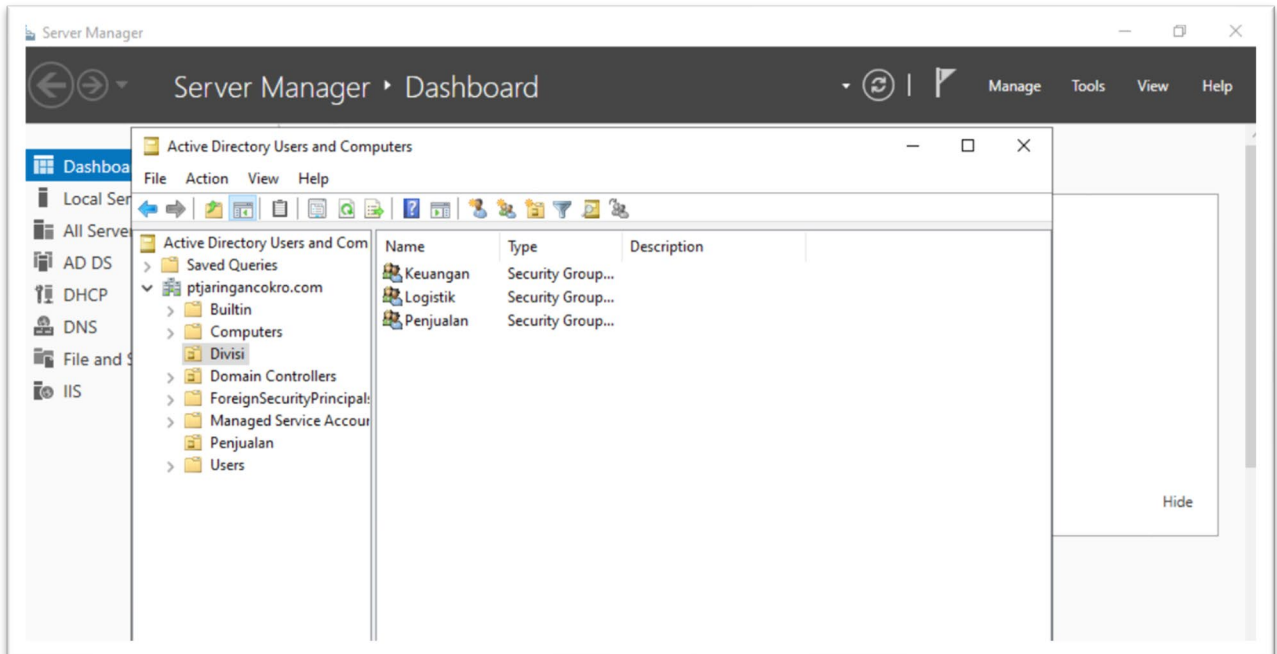 Server Manager
Server Manager ‣ Dashboard
Manage Tools View Help
Active Directory Users and Computers
File Action View Help
Dashboa
Local Ser
All Server
AD DS
DHCP
DNS
File and S
IIS
Active Directory Users and Com
Saved Queries
ptjaringancokro.com
Builtin
Computers
Divisi
Domain Controllers
ForeignSecurityPrincipals
Managed Service Accour
Penjualan
Users
Name Type Description
Keuangan Security Group...
Logistik Security Group...
Penjualan Security Group...
Hide